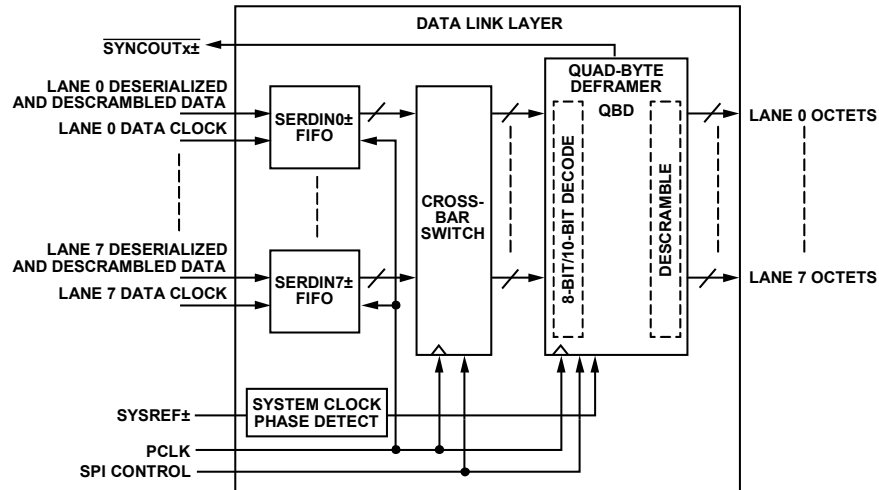 DATA LINK LAYER
SYNCOUTx±
QUAD-BYTE
DEFRAMER
QBD
LANE 0 DESERIALIZED
AND DESCRAMBLED DATA
LANE 0 DATA CLOCK
SERDIN0±
FIFO
LANE 0 OCTETS
CROSS-
BAR
SWITCH
8-BIT/10-BIT DECODE
DESCRAMBLE
LANE 7 DESERIALIZED
AND DESCRAMBLED DATA
LANE 7 DATA CLOCK
SERDIN7±
FIFO
LANE 7 OCTETS
SYSREF±
SYSTEM CLOCK
PHASE DETECT
PCLK
SPI CONTROL